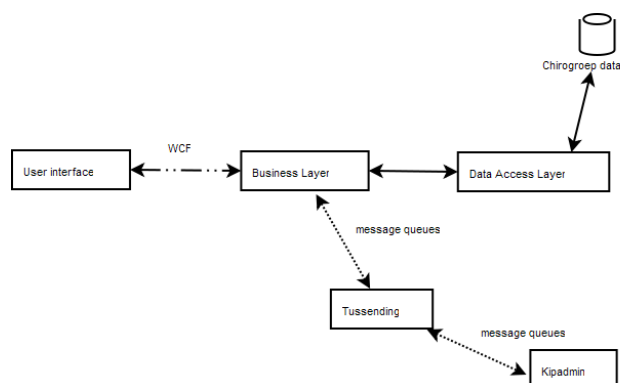 Chirogroep data
WCF
User interface
Business Layer
Data Access Layer
message queues
Tussending
message queues
Kipadmin